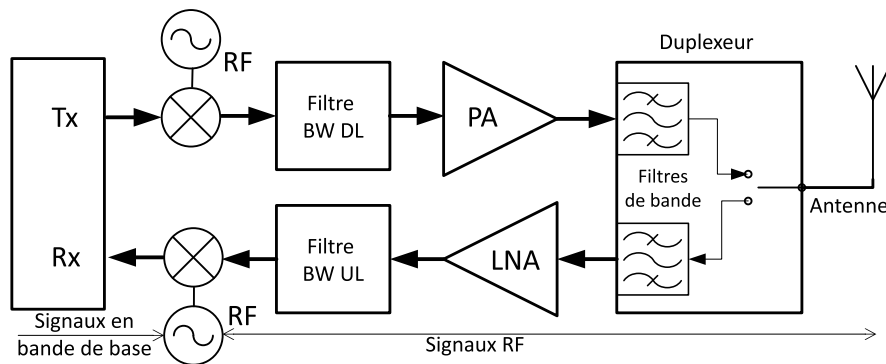 Duplexeur
RF
Tx
Filtre
BW DL
PA
Filtres
de bande
Antenne
Rx
Filtre
BW UL
LNA
RF
Signaux en
bande de base
Signaux RF